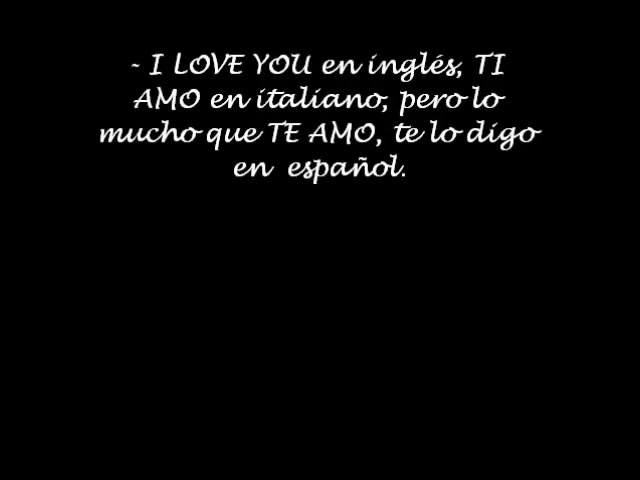 - I LOVE YOU en inglés, TI
AMO en italiano, pero lo
mucho que TE AMO, te lo digo
en español.